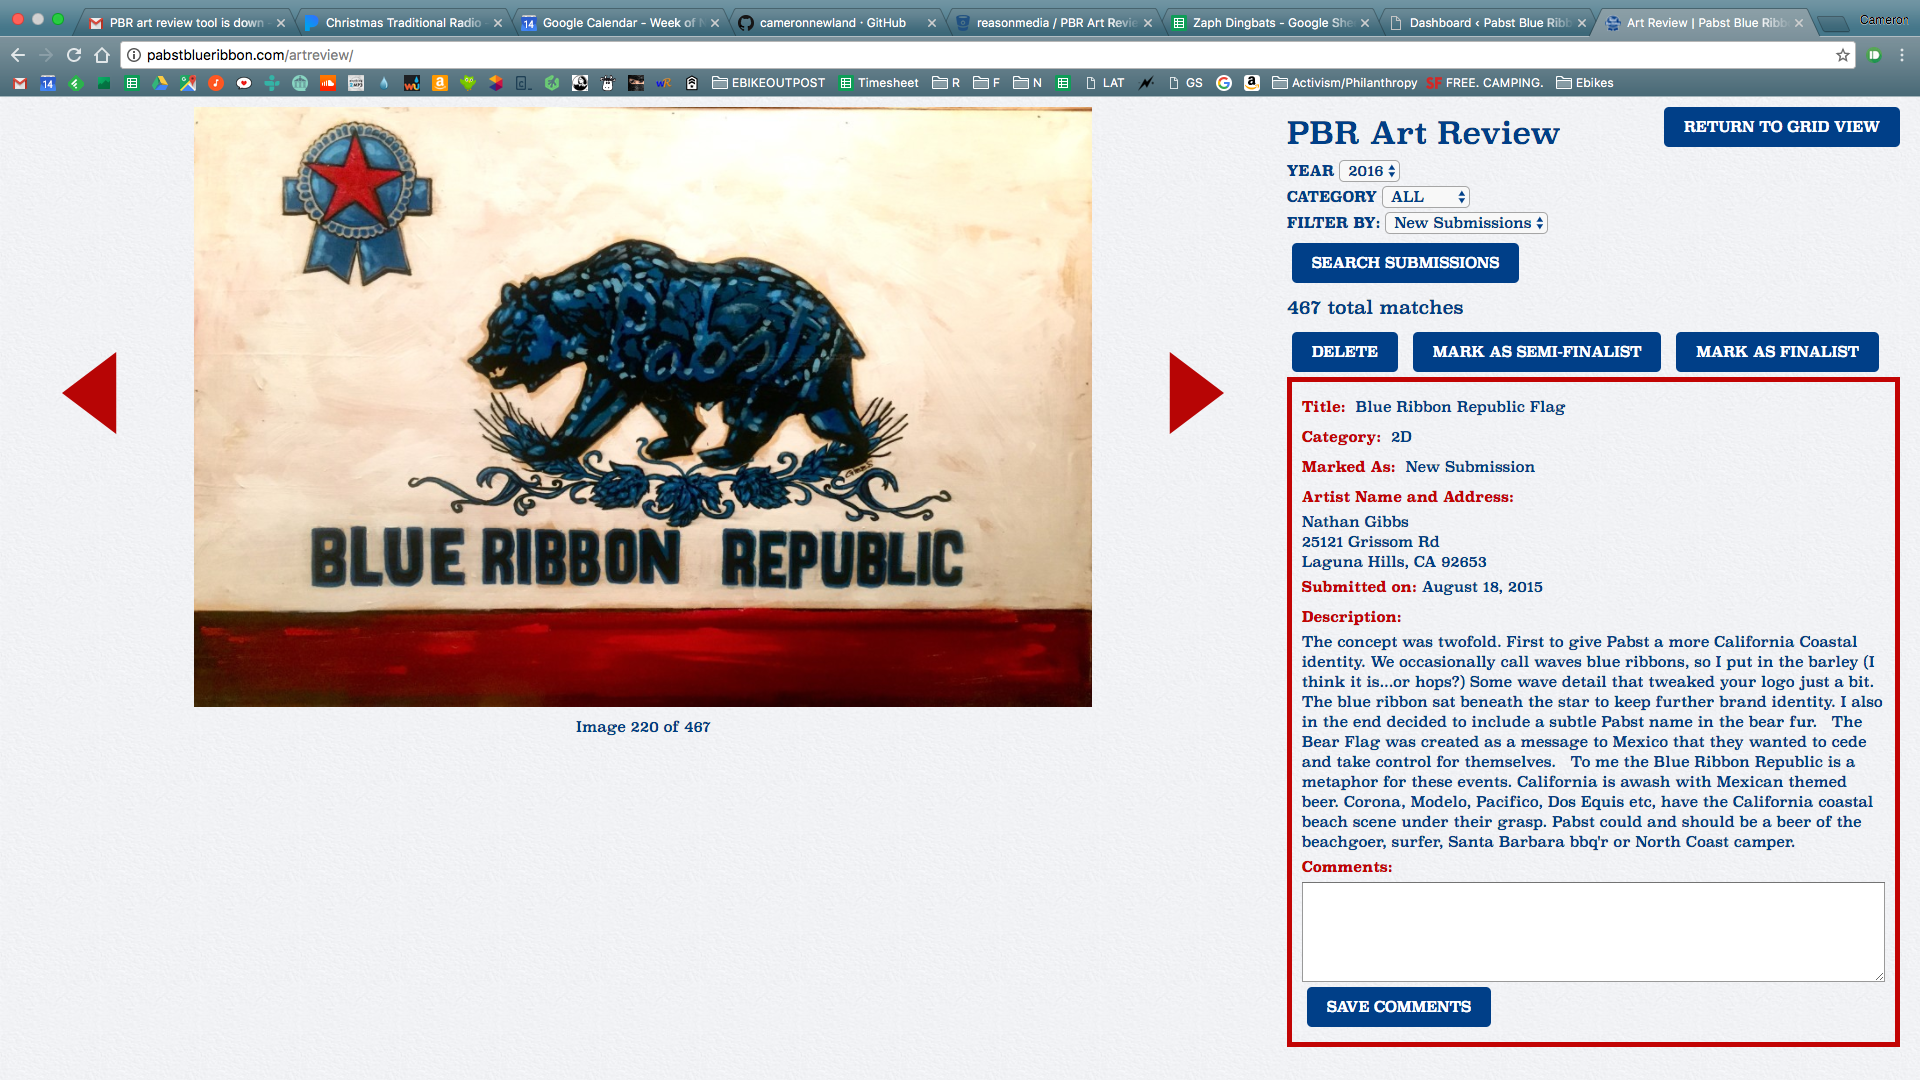 PBR art review tool is down
Christmas Traditional Radio
14 Google Calendar - Week of N
cameronnewland · GitHub
reasonmedia / PBR Art Revie
Zaph Dingbats - Google She
Dashboard ‹ Pabst Blue Ribb
Art Review | Pabst Blue Ribb
Cameron
pabstblueribbon.com/artreview/
14
EBIKEOUTPOST
Timesheet
R
F
N
LAT
GS
Activism/Philanthropy
SF FREE. CAMPING.
Ebikes
Pabst
BLUE RIBBON REPUBLIC
Image 220 of 467
PBR Art Review
RETURN TO GRID VIEW
YEAR 2016
CATEGORY ALL
FILTER BY: New Submissions
SEARCH SUBMISSIONS
467 total matches
DELETE
MARK AS SEMI-FINALIST
MARK AS FINALIST
Title: Blue Ribbon Republic Flag
Category: 2D
Marked As: New Submission
Artist Name and Address:
Nathan Gibbs
25121 Grissom Rd
Laguna Hills, CA 92653
Submitted on: August 18, 2015
Description:
The concept was twofold. First to give Pabst a more California Coastal
identity. We occasionally call waves blue ribbons, so I put in the barley (I
think it is...or hops?) Some wave detail that tweaked your logo just a bit.
The blue ribbon sat beneath the star to keep further brand identity. I also
in the end decided to include a subtle Pabst name in the bear fur. The
Bear Flag was created as a message to Mexico that they wanted to cede
and take control for themselves. To me the Blue Ribbon Republic is a
metaphor for these events. California is awash with Mexican themed
beer. Corona, Modelo, Pacifico, Dos Equis etc, have the California coastal
beach scene under their grasp. Pabst could and should be a beer of the
beachgoer, surfer, Santa Barbara bbq'r or North Coast camper.
Comments:
SAVE COMMENTS